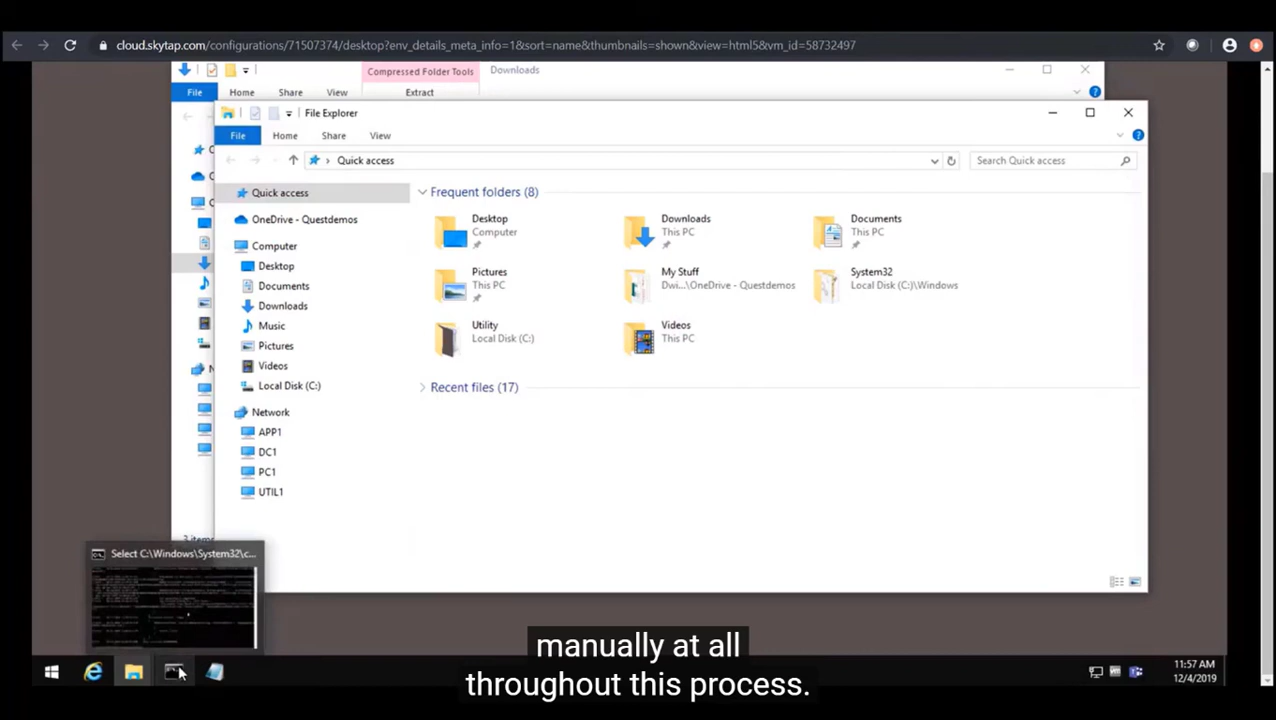 cloud.skytap.com/configurations/71507374/desktop?env_details_meta_info=1&sort=name&thumbnails=shown&view=html5&vm_id=58732497
Compressed Folder Tools
Downloads
File
Home
Share
View
Extract
File Explorer
File
Home
Share
View
Quick access
Search Quick access
Quick access
OneDrive - Questdemos
Computer
Desktop
Documents
Downloads
Music
Pictures
Videos
Local Disk (C:)
Network
APP1
DC1
PC1
UTIL1
Frequent folders (8)
Desktop
Computer
Downloads
This PC
Documents
This PC
Pictures
This PC
My Stuff
Dwi...\OneDrive - Questdemos
System32
Local Disk (C:)\Windows
Utility
Local Disk (C:)
Videos
This PC
Recent files (17)
3 items
Select C:\Windows\System32\c...
manually at all
throughout this process.
11:57 AM
12/4/2019